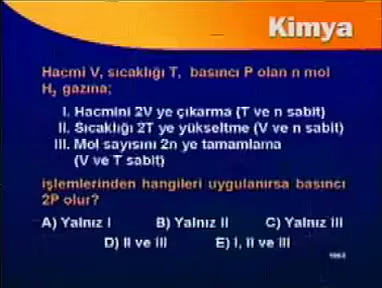 Kimya
Hacmi V, sıcaklığı T, basıncı P olan n mol
H₂ gazına;
I. Hacmini 2V ye çıkarma (T ve n sabit)
II. Sıcaklığı 2T ye yükseltme (V ve n sabit)
III. Mol sayısını 2n ye tamamlama
(V ve T sabit)
işlemlerinden hangileri uygulanırsa basıncı
2P olur?
A) Yalnız I B) Yalnız II C) Yalnız III
D) II ve III E) I, II ve III